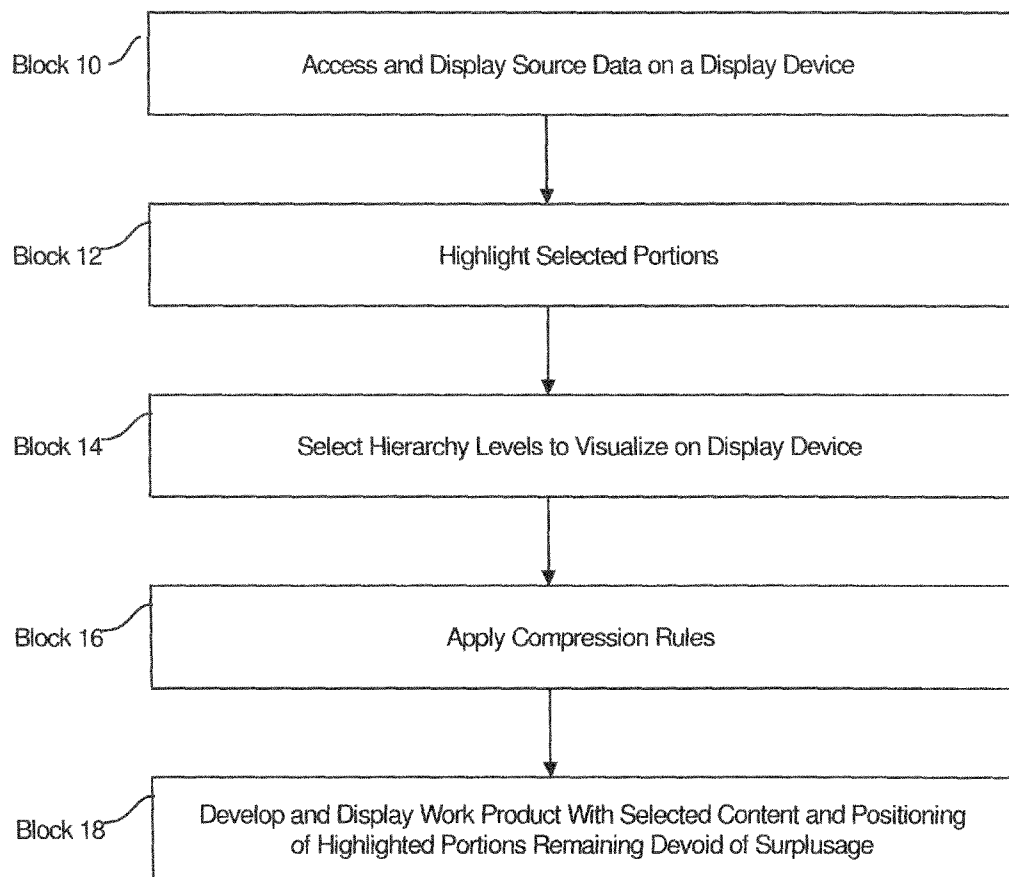 Block 10
Access and Display Source Data on a Display Device
Block 12
Highlight Selected Portions
Block 14
Select Hierarchy Levels to Visualize on Display Device
Block 16
Apply Compression Rules
Block 18
Develop and Display Work Product With Selected Content and Positioning
of Highlighted Portions Remaining Devoid of Surplusage